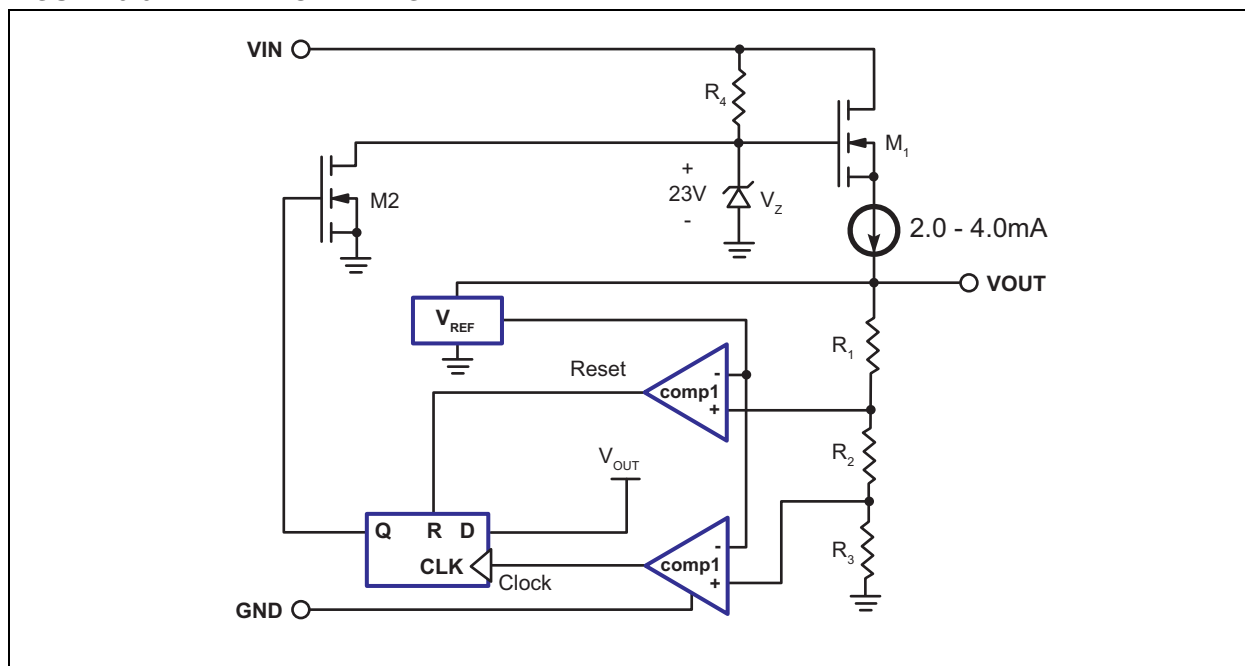 VIN
R4
M1
+
23V
-
VZ
M2
2.0 - 4.0mA
VOUT
VREF
R1
Reset
-
comp1
+
R2
VOUT
Q R D
-
comp1
+
R3
CLK
Clock
GND